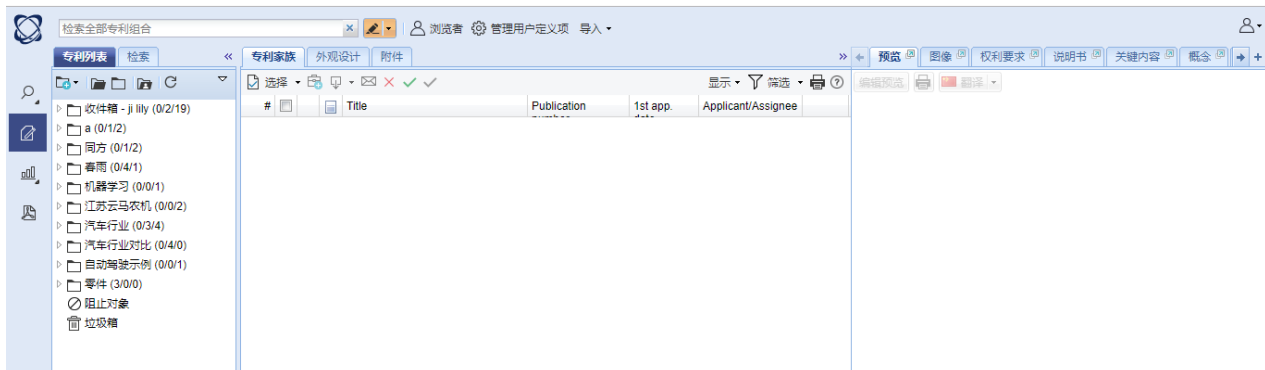 检索全部专利组合 浏览者 管理用户定义项 导入
专利列表 检索 专利家族 外观设计 附件 预览 图像 权利要求 说明书 关键内容 概念
选择 显示 筛选 编辑预览 翻译
# Title Publication 1st app. Applicant/Assignee
收件箱 - ji lily (0/2/19)
a (0/1/2)
同方 (0/1/2)
春雨 (0/4/1)
机器学习 (0/0/1)
江苏云马农机 (0/0/2)
汽车行业 (0/3/4)
汽车行业对比 (0/4/0)
自动驾驶示例 (0/0/1)
零件 (3/0/0)
阻止对象
垃圾箱